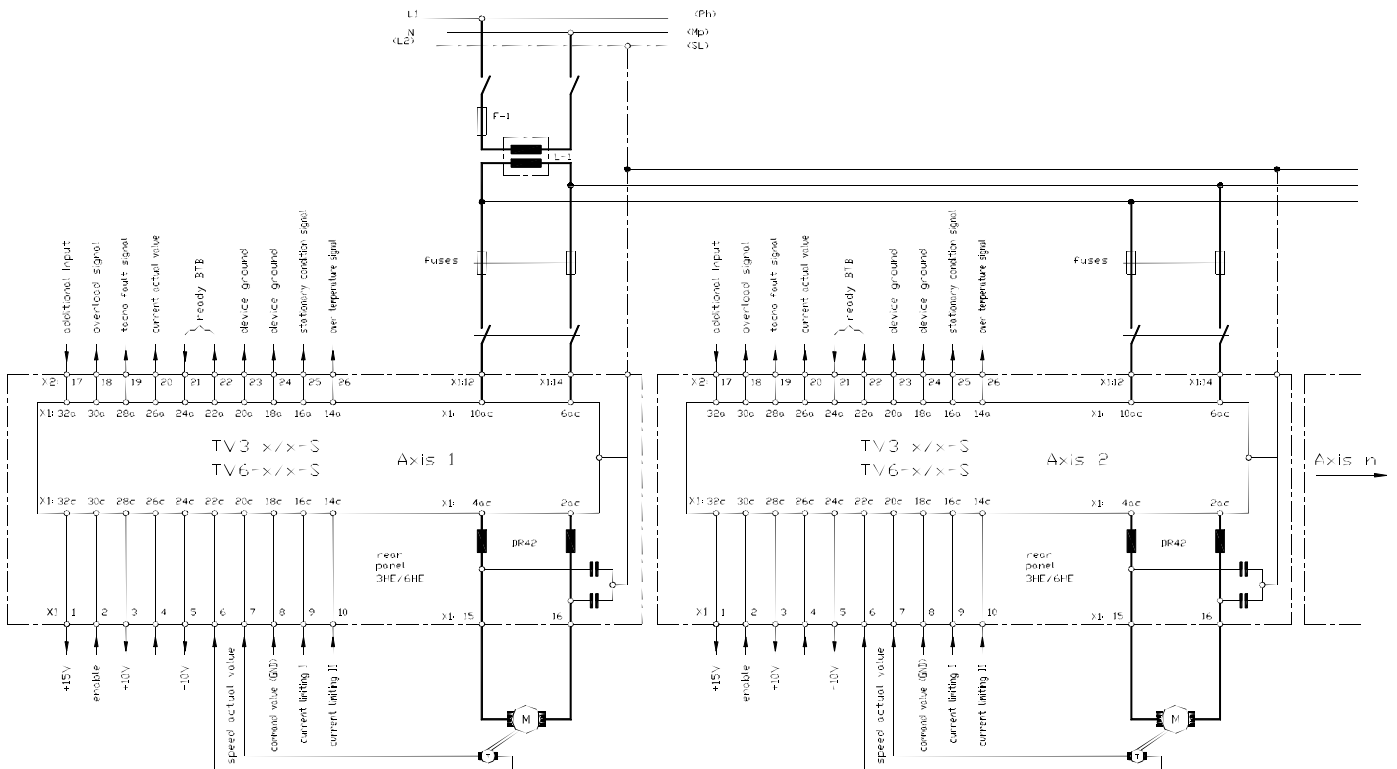 L1
(Ph)
N
(Mp)
(L2)
(SL)
F-1
L-1
additional Input
overload signal
tacno fault signal
current actual value
ready BTB
device ground
device ground
stationary condition signal
over temperature signal
fuses
additional Input
overload signal
tacno fault signal
current actual value
ready BTB
device ground
device ground
stationary condition signal
over temperature signal
fuses
X2: 17 18 19 20 21 22 23 24 25 26 X1:12 X1:14
X2: 17 18 19 20 21 22 23 24 25 26 X1:12 X1:14
X1: 32a 30a 28a 26a 24a 22a 20a 18a 16a 14a X1: 10ac 6ac
X1: 32a 30a 28a 26a 24a 22a 20a 18a 16a 14a X1: 10ac 6ac
TV3 x/x-S
TV6-x/x-S
Axis 1
TV3 x/x-S
TV6-x/x-S
Axis 2
Axis n
X1: 32c 30c 28c 26c 24c 22c 20c 18c 16c 14c X1: 4ac 2ac
X1: 32c 30c 28c 26c 24c 22c 20c 18c 16c 14c X1: 4ac 2ac
DR42
rear
panel
3HE/6HE
DR42
rear
panel
3HE/6HE
X1 1 2 3 4 5 6 7 8 9 10 X1: 15 16
X1 1 2 3 4 5 6 7 8 9 10 X1: 15 16
+15V
enable
+10V
-10V
speed actual value
command value (GND)
current limiting I
current limiting II
M
T
+15V
enable
+10V
-10V
speed actual value
command value (GND)
current limiting I
current limiting II
M
T